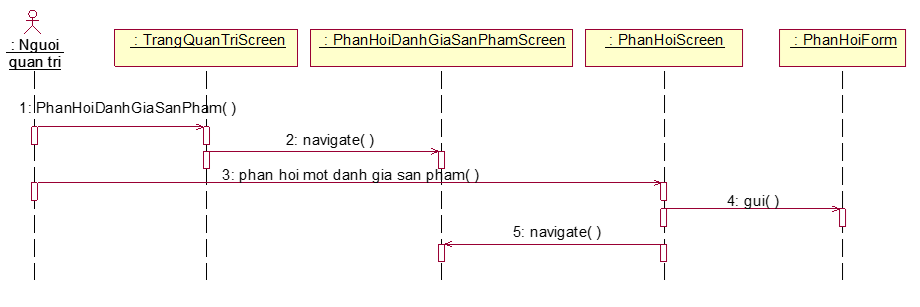 : Nguoi
quan tri
: TrangQuanTriScreen
: PhanHoiDanhGiaSanPhamScreen
: PhanHoiScreen
: PhanHoiForm
1: PhanHoiDanhGiaSanPham( )
2: navigate( )
3: phan hoi mot danh gia san pham( )
4: gui( )
5: navigate( )